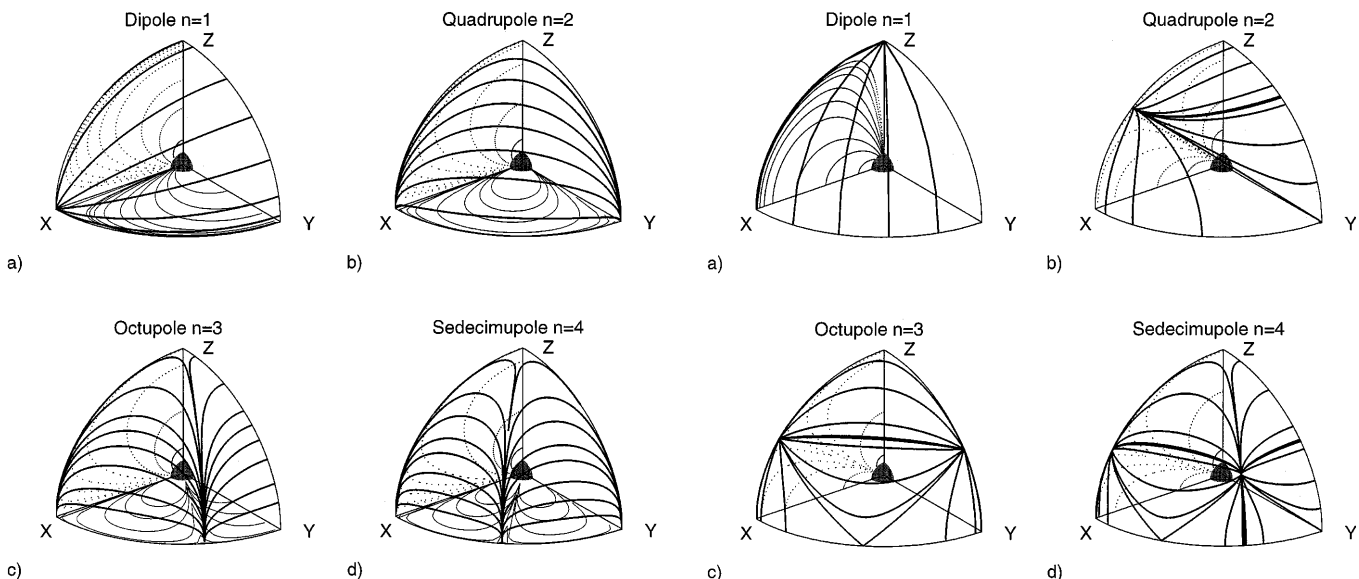 Dipole n=1
Z
X
Y
a)
Quadrupole n=2
Z
X
Y
b)
Dipole n=1
Z
X
Y
a)
Quadrupole n=2
Z
X
Y
b)
Octupole n=3
Z
X
Y
c)
Sedecimupole n=4
Z
X
Y
d)
Octupole n=3
Z
X
Y
c)
Sedecimupole n=4
Z
X
Y
d)